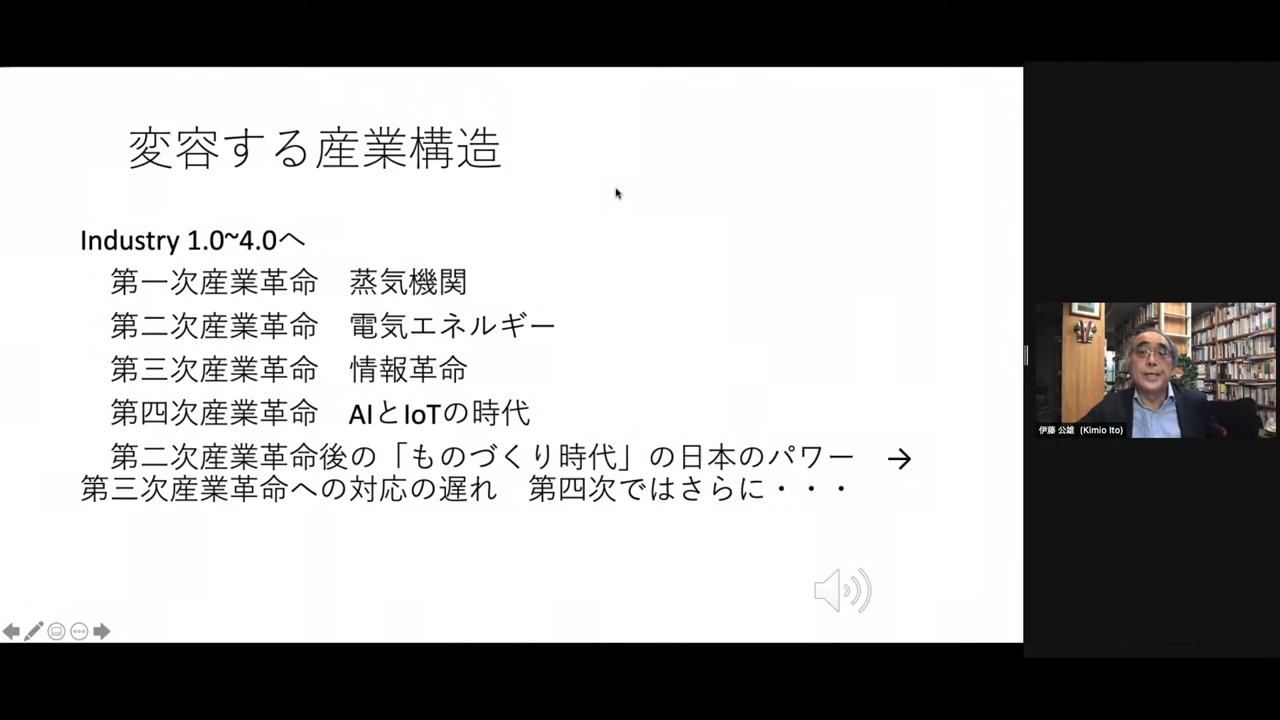 変容する産業構造
Industry 1.0~4.0へ
第一次産業革命　蒸気機関
第二次産業革命　電気エネルギー
第三次産業革命　情報革命
第四次産業革命　AIとIoTの時代
第二次産業革命後の「ものづくり時代」の日本のパワー　→
第三次産業革命への対応の遅れ　第四次ではさらに・・・
伊藤 公雄 (Kimio Ito)